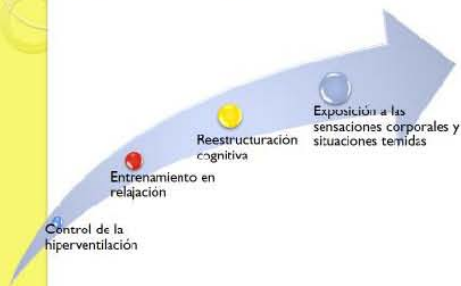 Exposición a las
sensaciones corporales y
situaciones temidas
Reestructuración
cognitiva
Entrenamiento en
relajación
Control de la
hiperventilación